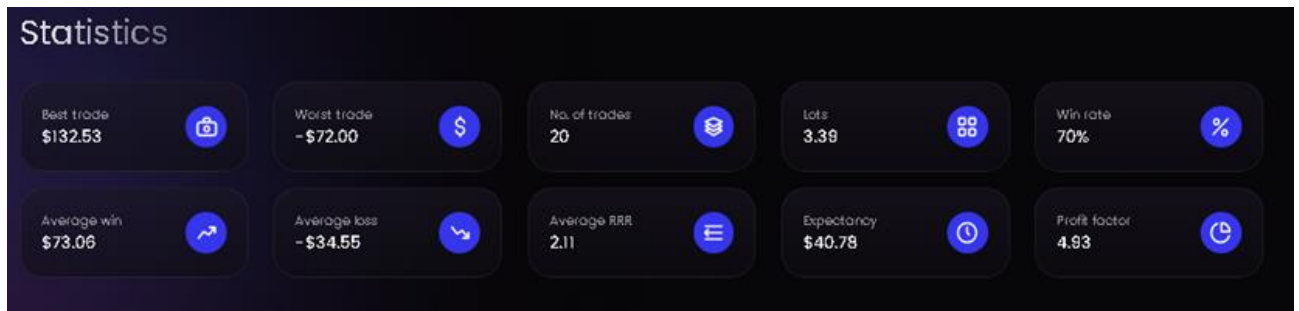 Statistics
Best trade
$132.53
Worst trade
-$72.00
No. of trades
20
Lots
3.39
Win rate
70%
Average win
$73.06
Average loss
-$34.55
Average RRR
2.11
Expectancy
$40.78
Profit factor
4.93